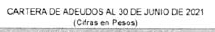 CARTERA DE ADEUDOS AL 30 DE JUNIO DE 2021
(Cifras en Pesos)